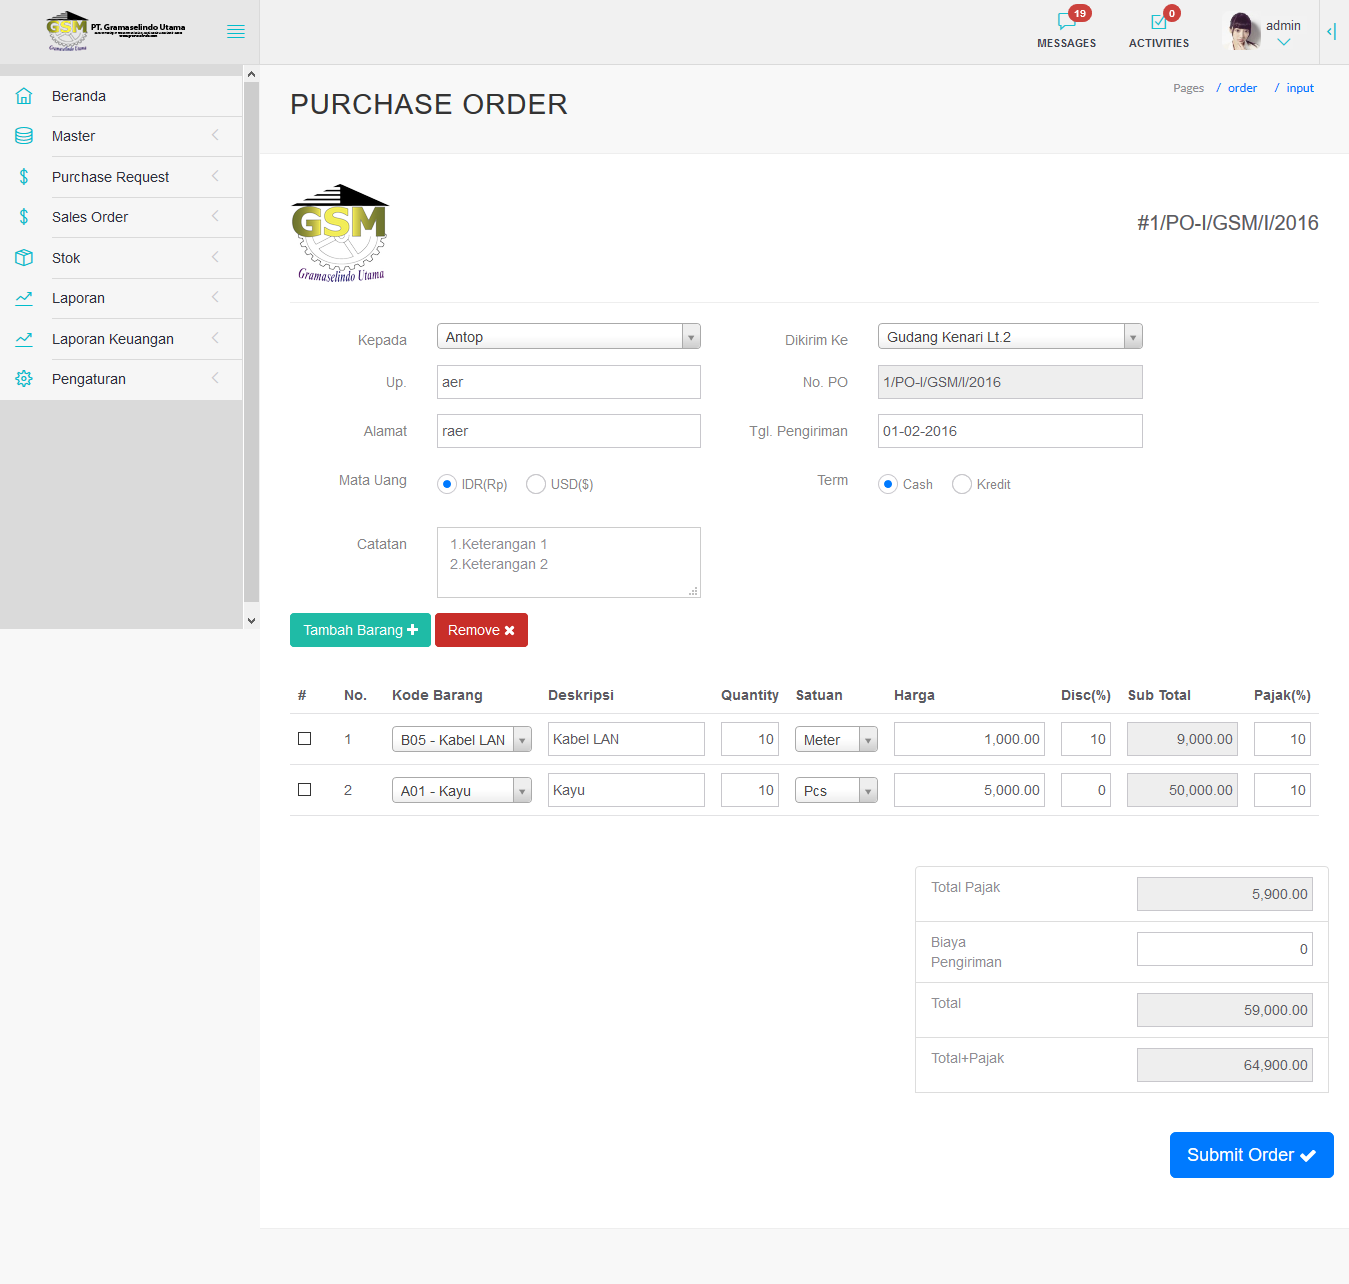 GSM
Gramaselindo Utama
PT. Gramaselindo Utama
19
MESSAGES
0
ACTIVITIES
admin
Beranda
Master
Purchase Request
Sales Order
Stok
Laporan
Laporan Keuangan
Pengaturan
PURCHASE ORDER
Pages / order / input
GSM
Gramaselindo Utama
#1/PO-I/GSM/I/2016
Kepada Antop Dikirim Ke Gudang Kenari Lt.2
Up. aer No. PO 1/PO-I/GSM/I/2016
Alamat raer Tgl. Pengiriman 01-02-2016
Mata Uang IDR(Rp) USD($) Term Cash Kredit
Catatan 1.Keterangan 1
2.Keterangan 2
Tambah Barang Remove
# No. Kode Barang Deskripsi Quantity Satuan Harga Disc(%) Sub Total Pajak(%)
1 B05 - Kabel LAN Kabel LAN 10 Meter 1,000.00 10 9,000.00 10
2 A01 - Kayu Kayu 10 Pcs 5,000.00 0 50,000.00 10
Total Pajak 5,900.00
Biaya Pengiriman 0
Total 59,000.00
Total+Pajak 64,900.00
Submit Order